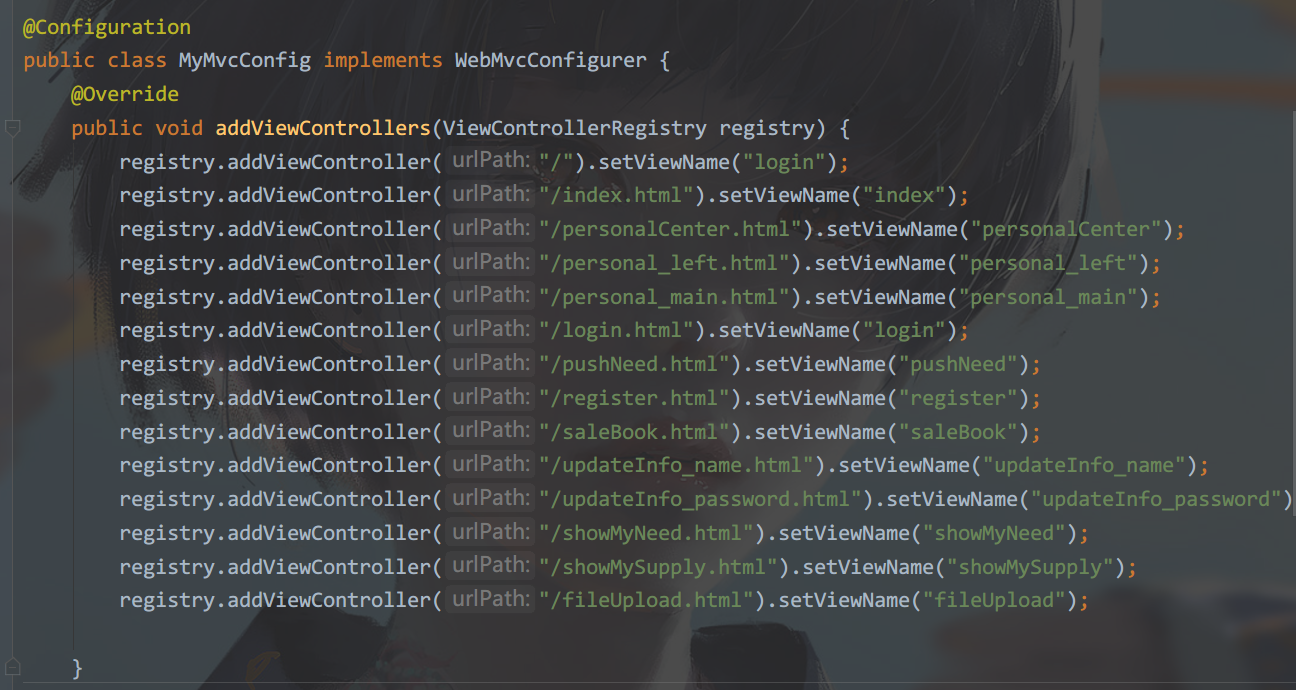 @Configuration
public class MyMvcConfig implements WebMvcConfigurer {
@Override
public void addViewControllers(ViewControllerRegistry registry) {
registry.addViewController( urlPath: "/").setViewName("login");
registry.addViewController( urlPath: "/index.html").setViewName("index");
registry.addViewController( urlPath: "/personalCenter.html").setViewName("personalCenter");
registry.addViewController( urlPath: "/personal_left.html").setViewName("personal_left");
registry.addViewController( urlPath: "/personal_main.html").setViewName("personal_main");
registry.addViewController( urlPath: "/login.html").setViewName("login");
registry.addViewController( urlPath: "/pushNeed.html").setViewName("pushNeed");
registry.addViewController( urlPath: "/register.html").setViewName("register");
registry.addViewController( urlPath: "/saleBook.html").setViewName("saleBook");
registry.addViewController( urlPath: "/updateInfo_name.html").setViewName("updateInfo_name");
registry.addViewController( urlPath: "/updateInfo_password.html").setViewName("updateInfo_password")
registry.addViewController( urlPath: "/showMyNeed.html").setViewName("showMyNeed");
registry.addViewController( urlPath: "/showMySupply.html").setViewName("showMySupply");
registry.addViewController( urlPath: "/fileUpload.html").setViewName("fileUpload");
}